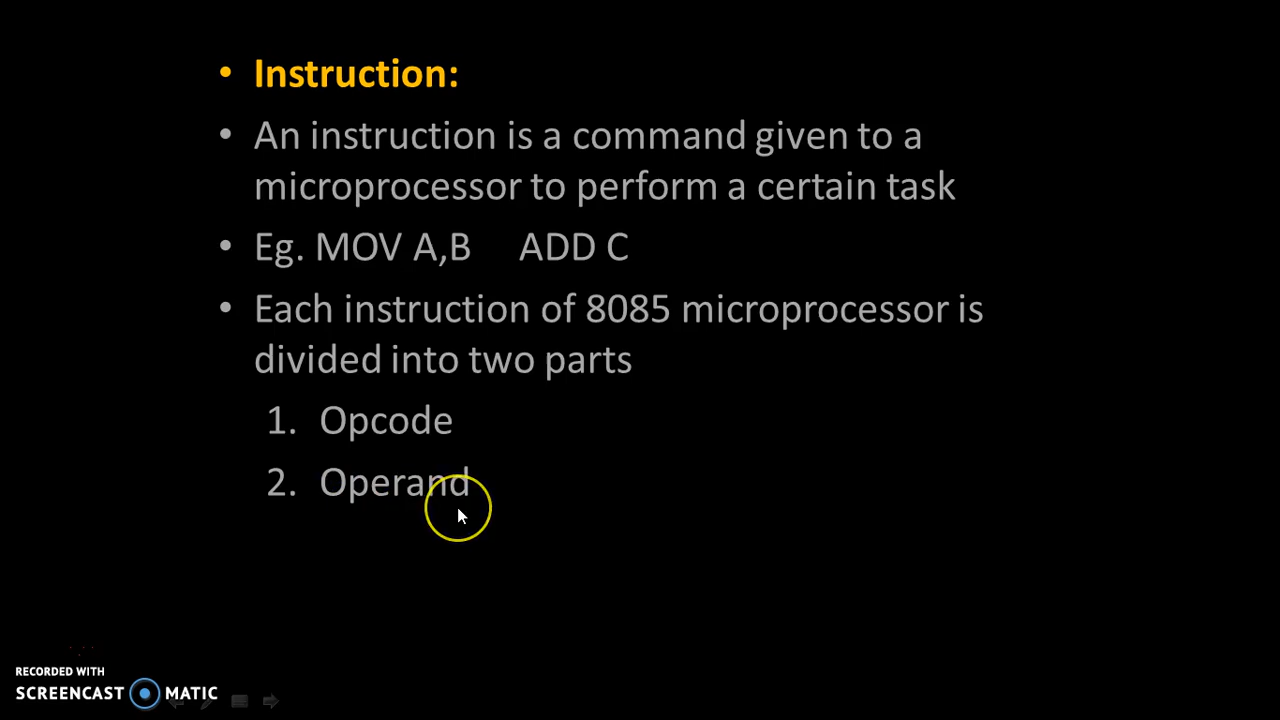 • Instruction:
• An instruction is a command given to a
microprocessor to perform a certain task
• Eg. MOV A,B ADD C
• Each instruction of 8085 microprocessor is
divided into two parts
1. Opcode
2. Operand
RECORDED WITH
SCREENCAST MATIC